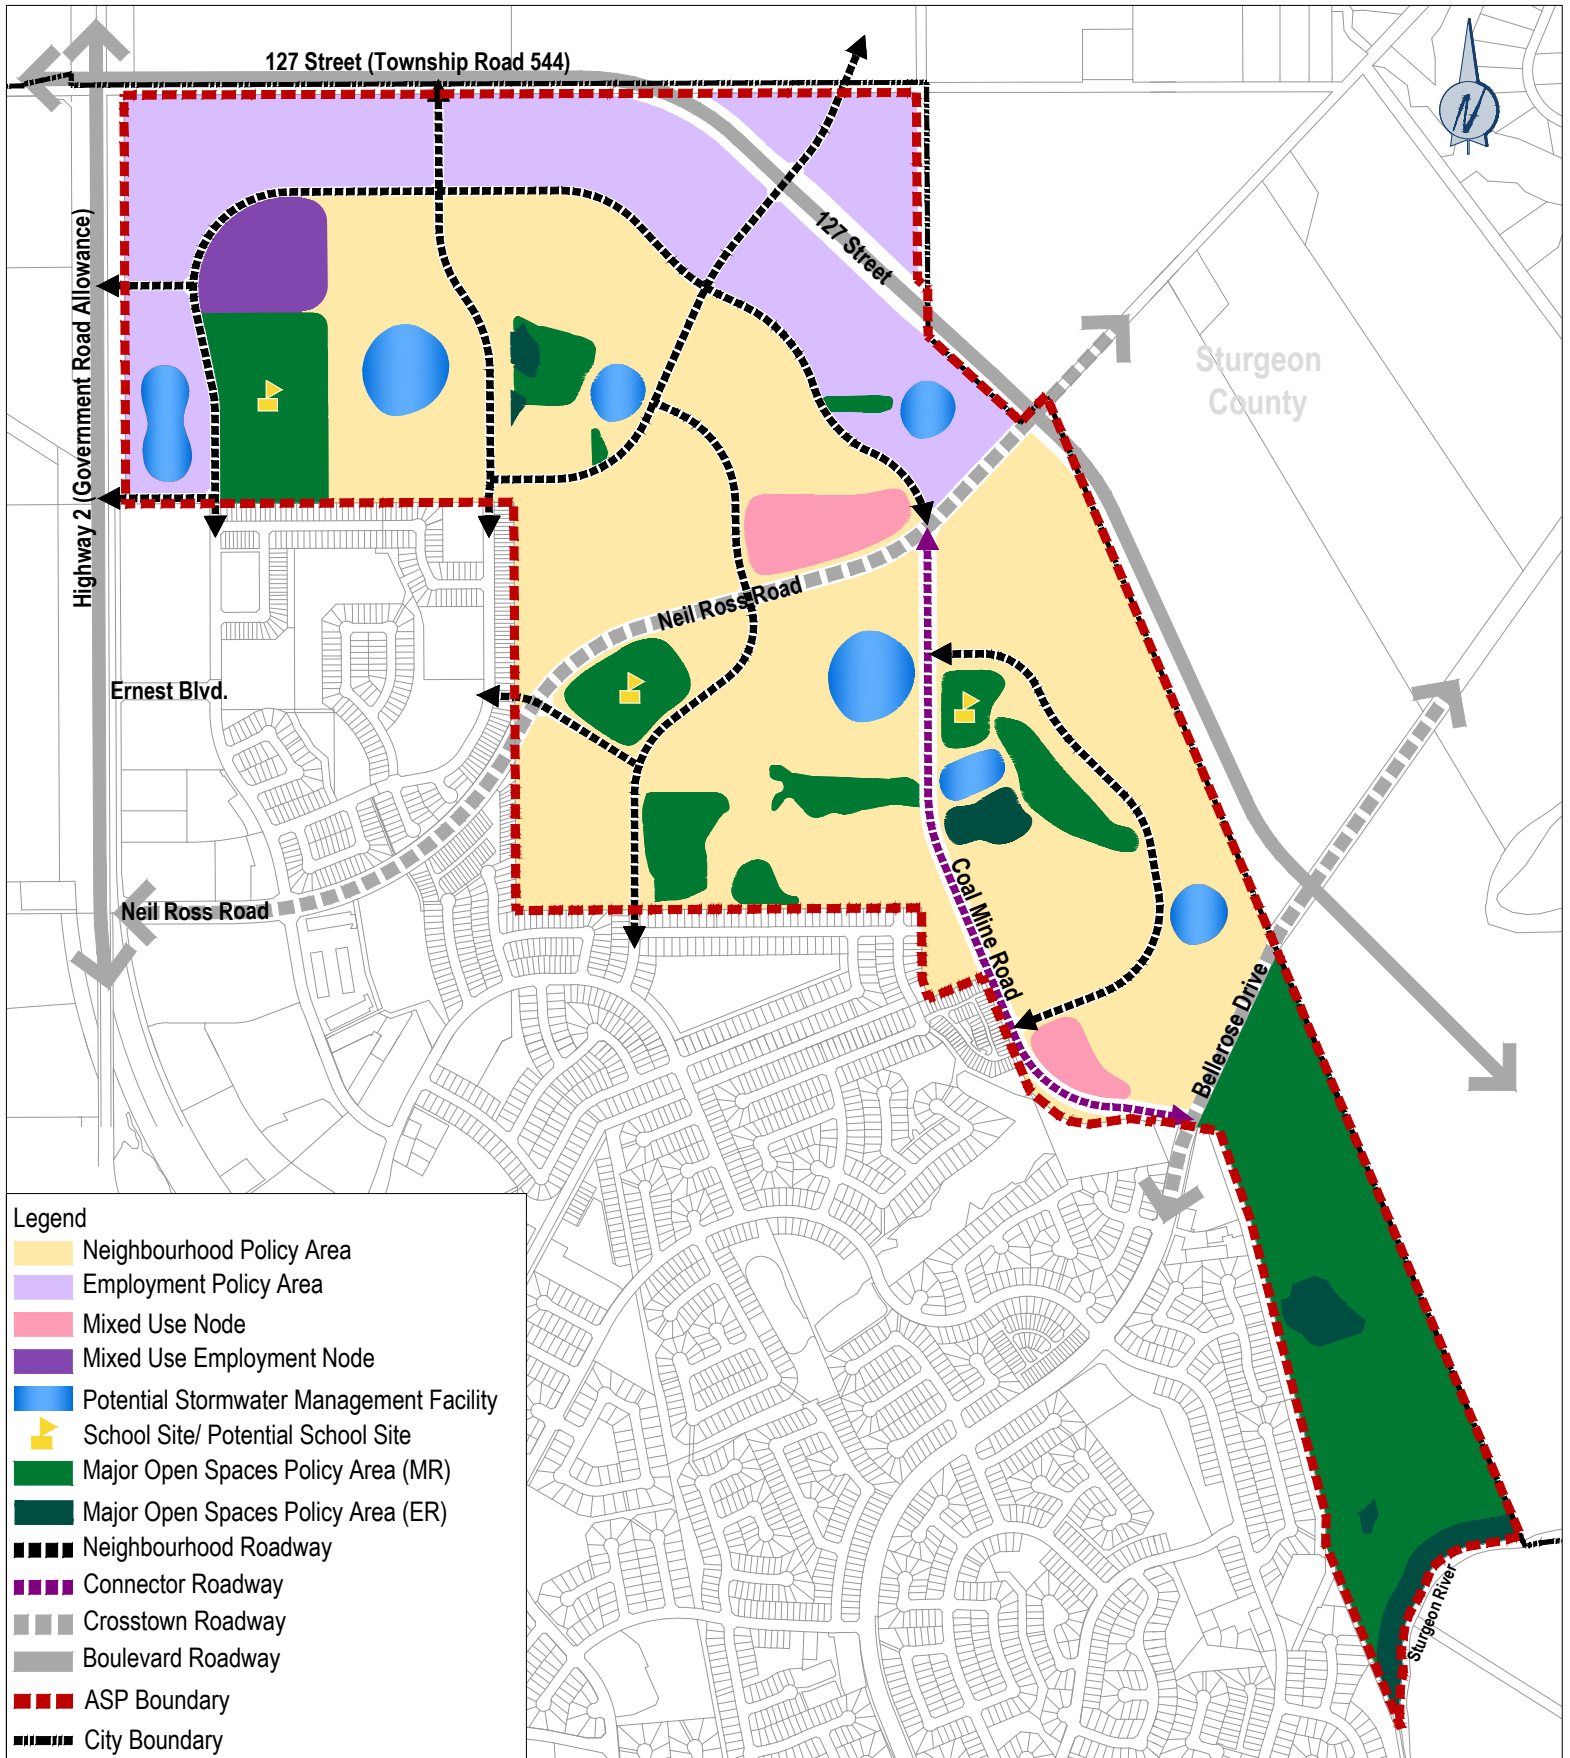 127 Street (Township Road 544)
N
Highway 2 (Government Road Allowance)
127 Street
Sturgeon
County
Neil Ross Road
Ernest Blvd.
Neil Ross Road
Coal Mine Road
Bellerose Drive
Sturgeon River
Legend
Neighbourhood Policy Area
Employment Policy Area
Mixed Use Node
Mixed Use Employment Node
Potential Stormwater Management Facility
School Site/ Potential School Site
Major Open Spaces Policy Area (MR)
Major Open Spaces Policy Area (ER)
Neighbourhood Roadway
Connector Roadway
Crosstown Roadway
Boulevard Roadway
ASP Boundary
City Boundary